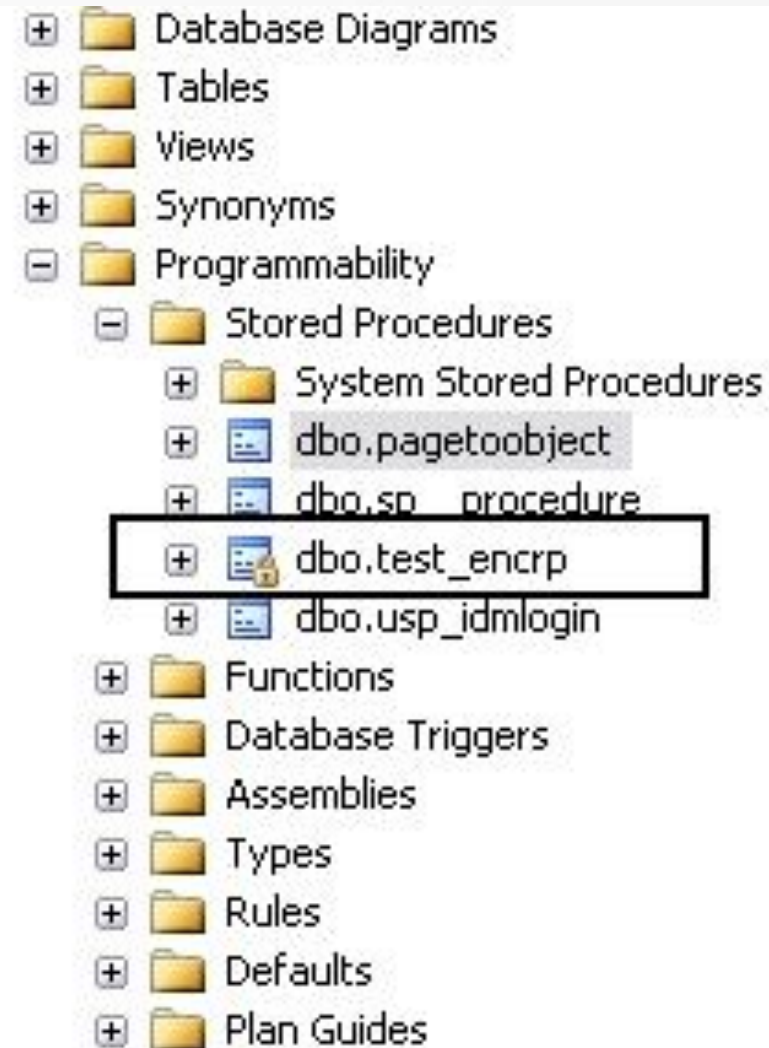 Database Diagrams
Tables
Views
Synonyms
Programmability
Stored Procedures
System Stored Procedures
dbo.pagetoobject
dbo.sp__procedure
dbo.test_encrp
dbo.usp_idmlogin
Functions
Database Triggers
Assemblies
Types
Rules
Defaults
Plan Guides